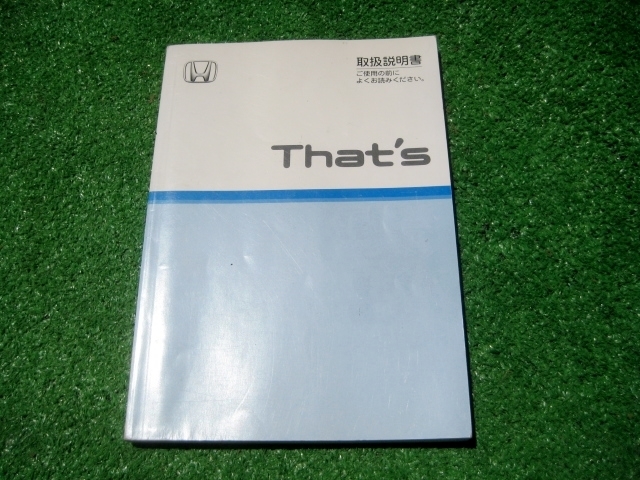 取扱説明書
ご使用の前に
よくお読みください。
That's